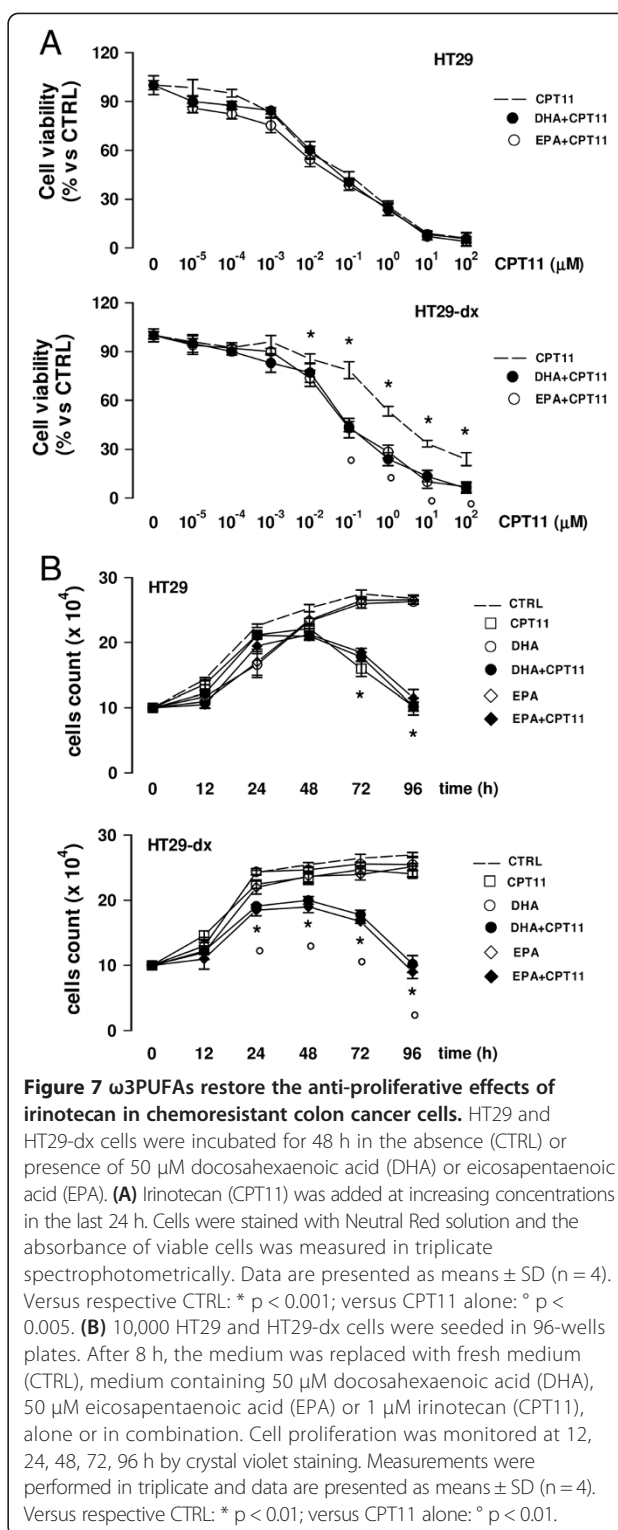 A
HT29
Cell viability
(% vs CTRL)
120
90
60
30
0
CPT11
DHA+CPT11
EPA+CPT11
0 10⁻⁵ 10⁻⁴ 10⁻³ 10⁻² 10⁻¹ 10⁰ 10¹ 10² CPT11 (µM)
HT29-dx
Cell viability
(% vs CTRL)
120
90
60
30
0
* * * * *
CPT11
DHA+CPT11
EPA+CPT11
° ° ° °
0 10⁻⁵ 10⁻⁴ 10⁻³ 10⁻² 10⁻¹ 10⁰ 10¹ 10² CPT11 (µM)
B
HT29
cells count (x 10⁴)
30
20
10
0
CTRL
CPT11
DHA
DHA+CPT11
EPA
EPA+CPT11
* *
0 12 24 48 72 96 time (h)
HT29-dx
cells count (x 10⁴)
30
20
10
0
CTRL
CPT11
DHA
DHA+CPT11
EPA
EPA+CPT11
* * * *
° ° ° °
0 12 24 48 72 96 time (h)
Figure 7 ω3PUFAs restore the anti-proliferative effects of
irinotecan in chemoresistant colon cancer cells. HT29 and
HT29-dx cells were incubated for 48 h in the absence (CTRL) or
presence of 50 µM docosahexaenoic acid (DHA) or eicosapentaenoic
acid (EPA). (A) Irinotecan (CPT11) was added at increasing concentrations
in the last 24 h. Cells were stained with Neutral Red solution and the
absorbance of viable cells was measured in triplicate
spectrophotometrically. Data are presented as means ± SD (n = 4).
Versus respective CTRL: * p < 0.001; versus CPT11 alone: ° p <
0.005. (B) 10,000 HT29 and HT29-dx cells were seeded in 96-wells
plates. After 8 h, the medium was replaced with fresh medium
(CTRL), medium containing 50 µM docosahexaenoic acid (DHA),
50 µM eicosapentaenoic acid (EPA) or 1 µM irinotecan (CPT11),
alone or in combination. Cell proliferation was monitored at 12,
24, 48, 72, 96 h by crystal violet staining. Measurements were
performed in triplicate and data are presented as means ± SD (n = 4).
Versus respective CTRL: * p < 0.01; versus CPT11 alone: ° p < 0.01.